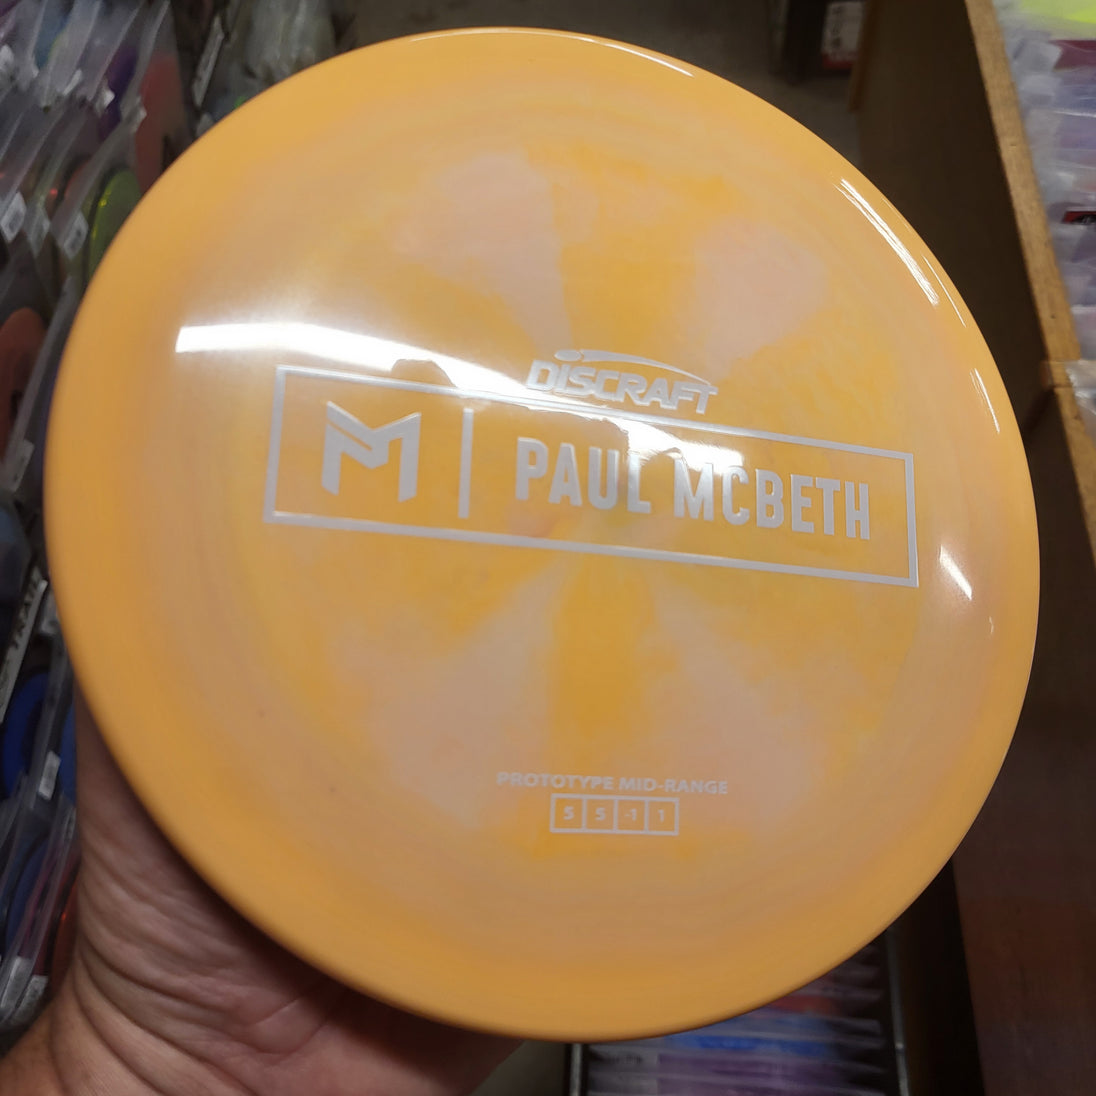 DISCRAFT
M PAUL MCBETH
PROTOTYPE MID-RANGE
5 5 -1 1